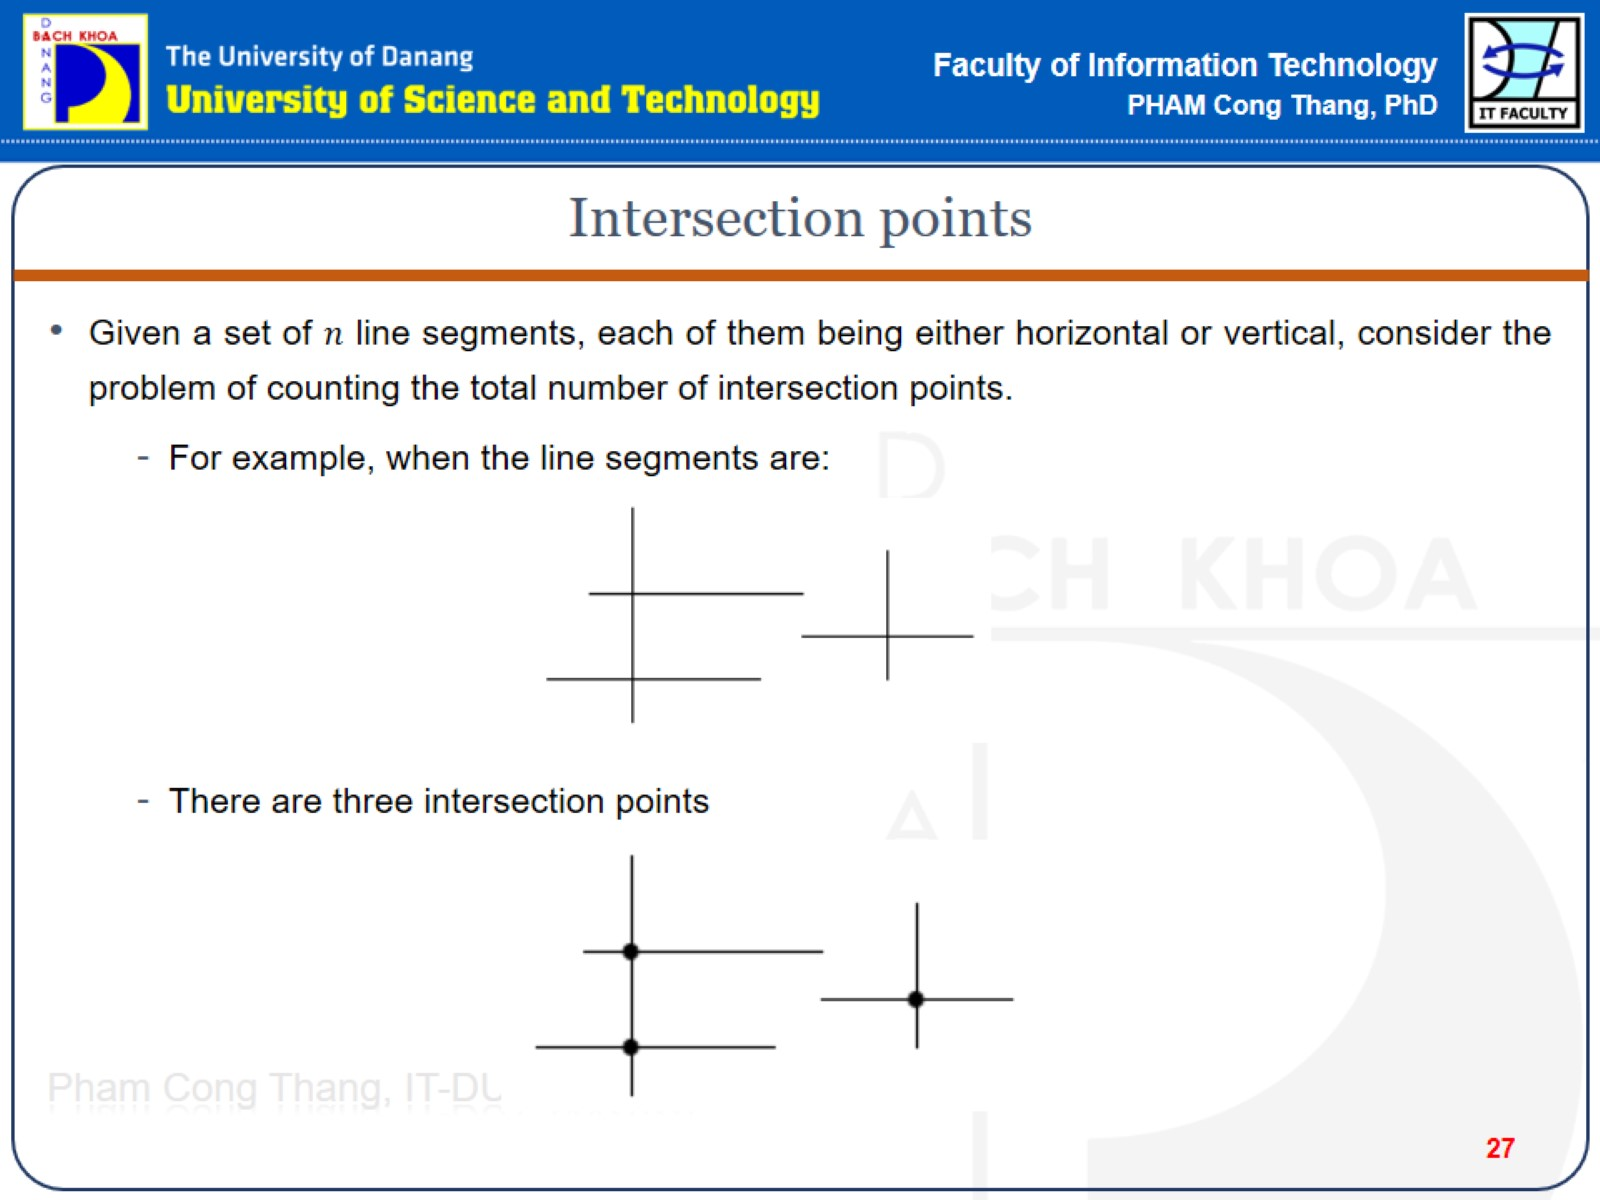 D
BACH KHOA
N
A
N
G
The University of Danang
University of Science and Technology
Faculty of Information Technology
PHAM Cong Thang, PhD
IT FACULTY
Intersection points
• Given a set of n line segments, each of them being either horizontal or vertical, consider the
problem of counting the total number of intersection points.
- For example, when the line segments are:
D
CH KHOA
- There are three intersection points
Pham Cong Thang, IT-DU
27